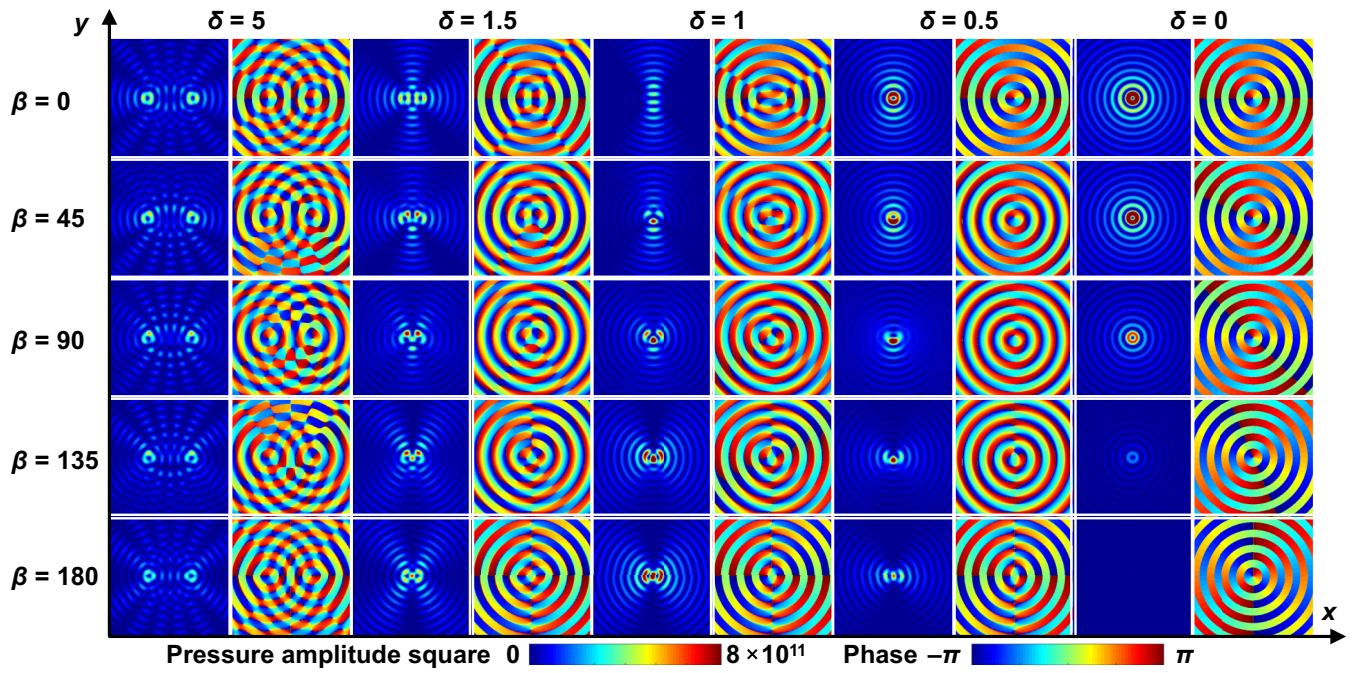 y δ = 5 δ = 1.5 δ = 1 δ = 0.5 δ = 0
β = 0
β = 45
β = 90
β = 135
β = 180
x
Pressure amplitude square 0 8 ×10¹¹ Phase –π π